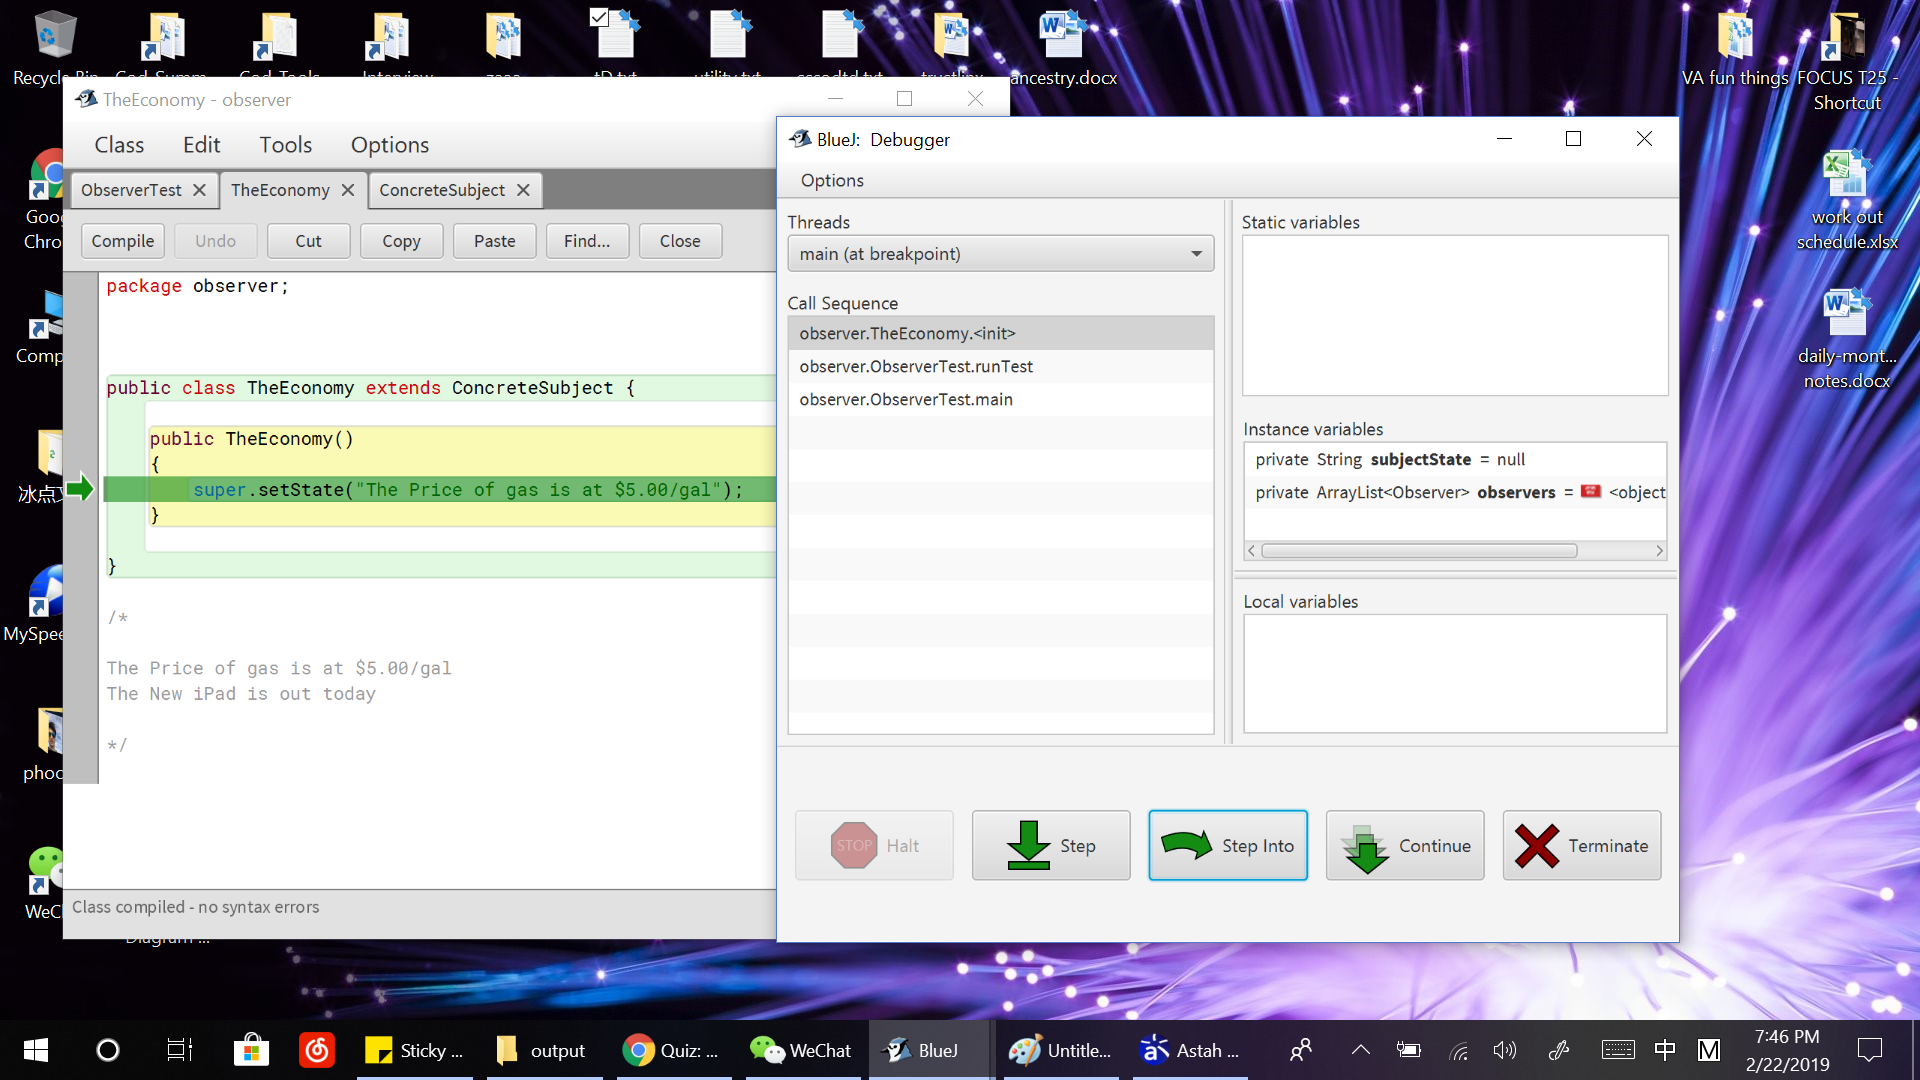 Recycle Bin
tD.txt
utility.txt
ancestry.docx
VA fun things
FOCUS T25 -
Shortcut
TheEconomy - observer
Class Edit Tools Options
ObserverTest TheEconomy ConcreteSubject
Compile Undo Cut Copy Paste Find... Close
package observer;
public class TheEconomy extends ConcreteSubject {
public TheEconomy()
{
super.setState("The Price of gas is at $5.00/gal");
}
}
/*
The Price of gas is at $5.00/gal
The New iPad is out today
*/
Class compiled - no syntax errors
BlueJ: Debugger
Options
Threads
main (at breakpoint)
Call Sequence
observer.TheEconomy.<init>
observer.ObserverTest.runTest
observer.ObserverTest.main
Static variables
Instance variables
private String subjectState = null
private ArrayList<Observer> observers = <object
Local variables
STOP Halt
Step
Step Into
Continue
Terminate
Goo
Chro
Comp
冰点
MySpee
phoc
WeC
Diagram ...
work out
schedule.xlsx
daily-mont...
notes.docx
Sticky ...
output
Quiz: ...
WeChat
BlueJ
Untitle...
Astah ...
中
M
7:46 PM
2/22/2019